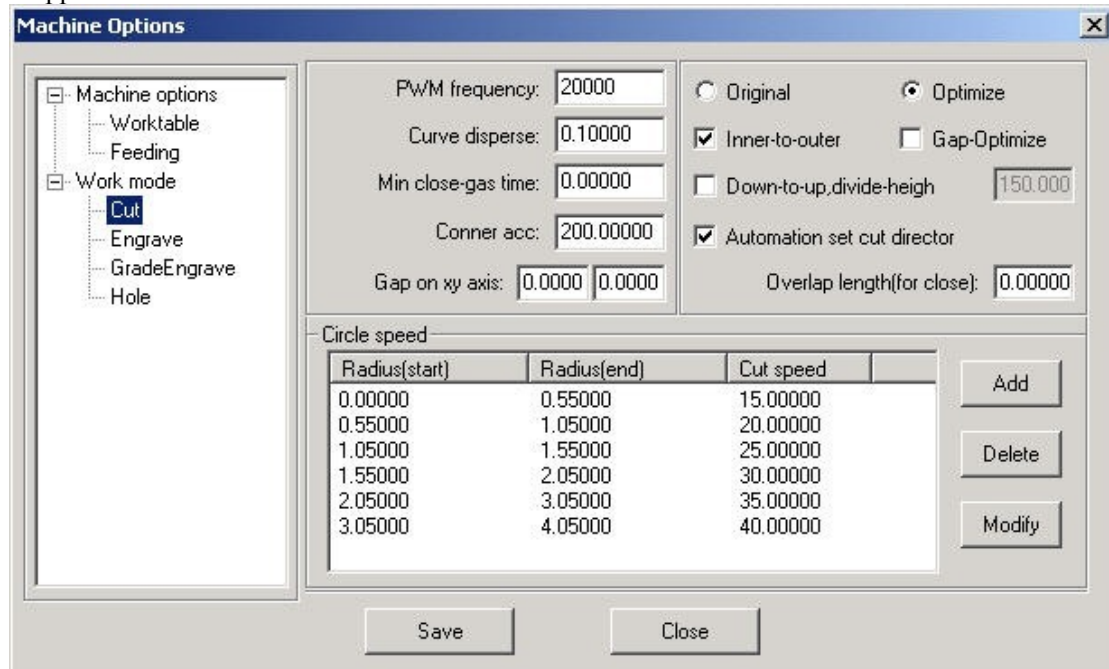 Machine Options
Machine options
Worktable
Feeding
Work mode
Cut
Engrave
GradeEngrave
Hole
PWM frequency: 20000
Curve disperse: 0.10000
Min close-gas time: 0.00000
Conner acc: 200.00000
Gap on xy axis: 0.0000 0.0000
Original Optimize
Inner-to-outer Gap-Optimize
Down-to-up,divide-heigh 150.000
Automation set cut director
Overlap length(for close): 0.00000
Circle speed
Radius(start) Radius(end) Cut speed
0.00000 0.55000 15.00000
0.55000 1.05000 20.00000
1.05000 1.55000 25.00000
1.55000 2.05000 30.00000
2.05000 3.05000 35.00000
3.05000 4.05000 40.00000
Add
Delete
Modify
Save Close